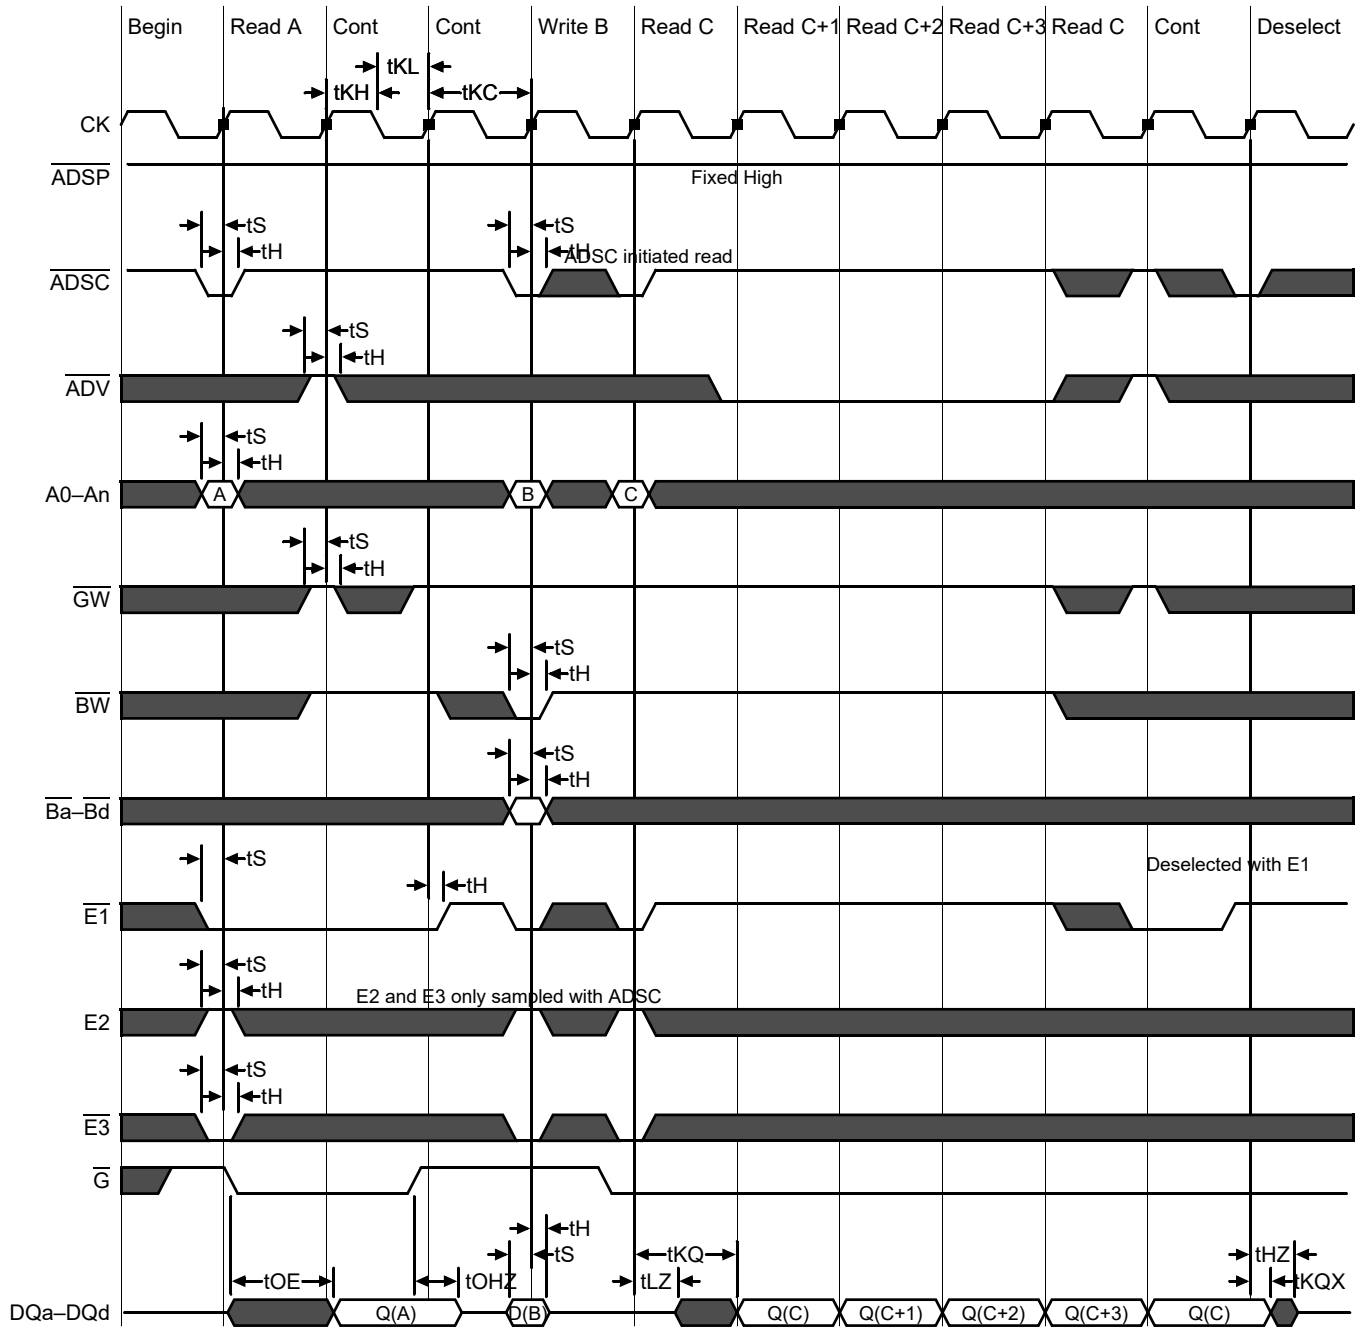 Begin Read A Cont Cont Write B Read C Read C+1 Read C+2 Read C+3 Read C Cont Deselect
tKL
tKH tKC
CK
ADSP
Fixed High
tS tS
tH tH
ADSC initiated read
ADSC
tS
tH
ADV
tS
tH
A0–An A B C
tS
tH
GW
tS
tH
BW
tS
tH
Ba–Bd
tS
Deselected with E1
tH
E1
tS
tH
E2 and E3 only sampled with ADSC
E2
tS
tH
E3
G
tH
tS tKQ tHZ
tOE tOHZ tLZ tKQX
DQa–DQd Q(A) D(B) Q(C) Q(C+1) Q(C+2) Q(C+3) Q(C)